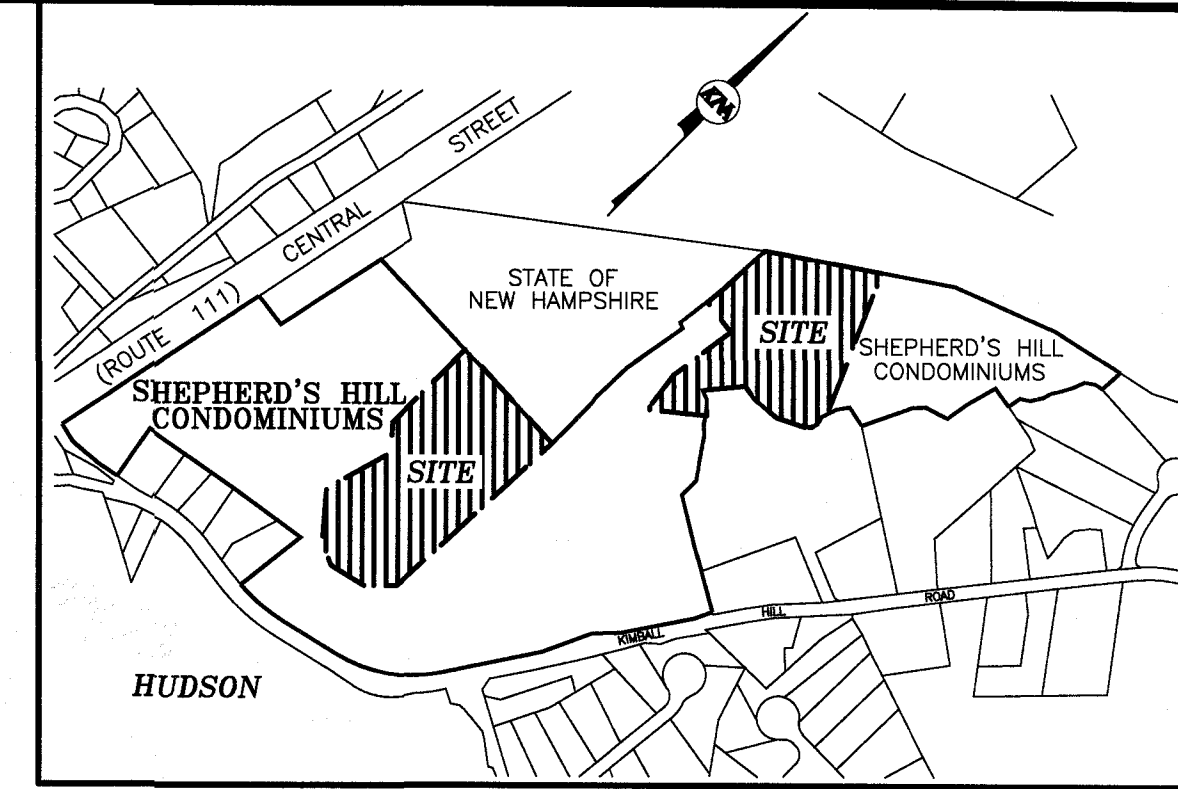 KNA
STREET
CENTRAL
(ROUTE 111)
STATE OF
NEW HAMPSHIRE
SITE
SHEPHERD'S HILL
CONDOMINIUMS
SHEPHERD'S HILL
CONDOMINIUMS
SITE
KIMBALL
HILL
ROAD
HUDSON